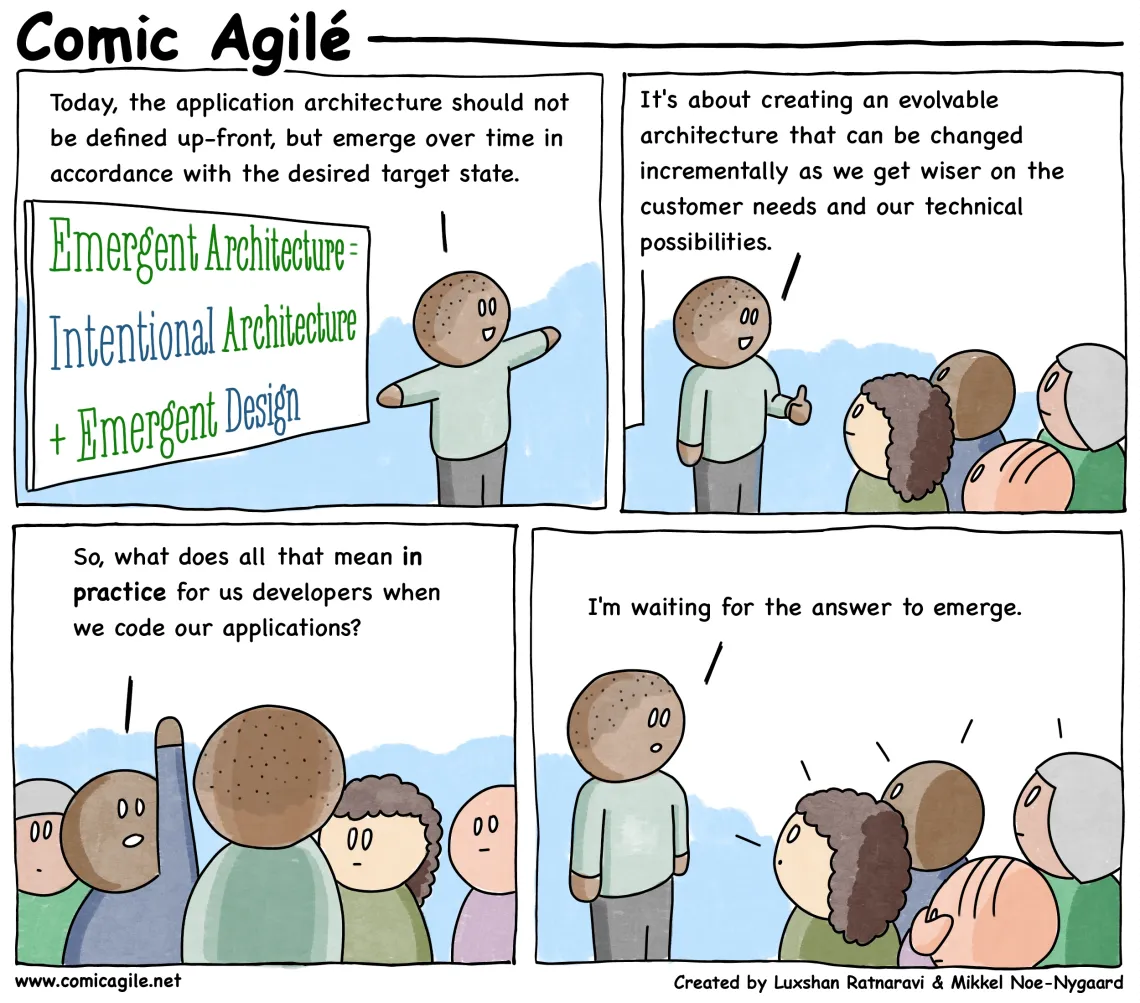 Comic Agilé
Today, the application architecture should not
be defined up-front, but emerge over time in
accordance with the desired target state.
Emergent Architecture =
Intentional Architecture
+ Emergent Design
It's about creating an evolvable
architecture that can be changed
incrementally as we get wiser on the
customer needs and our technical
possibilities.
So, what does all that mean in
practice for us developers when
we code our applications?
I'm waiting for the answer to emerge.
www.comicagile.net
Created by Luxshan Ratnaravi & Mikkel Noe-Nygaard